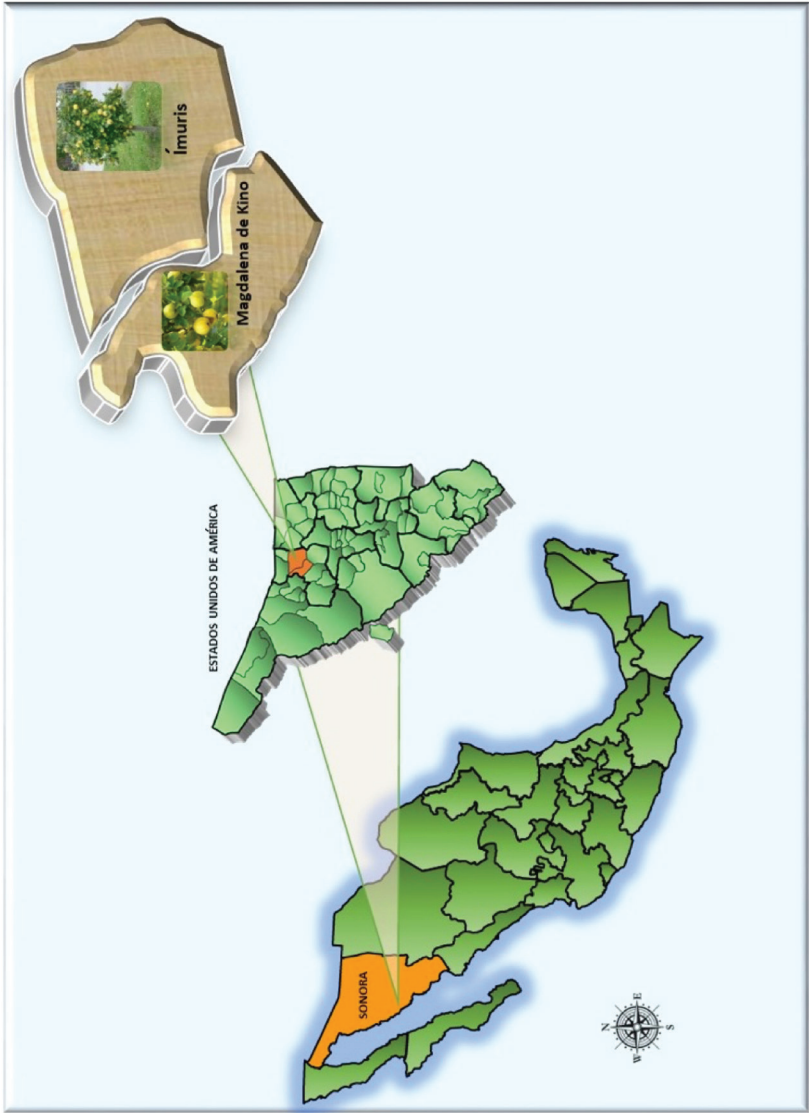 Ímuris
Magdalena de Kino
ESTADOS UNIDOS DE AMÉRICA
SONORA
N
W E
S